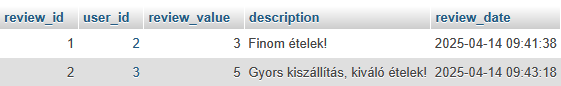 review_id user_id review_value description review_date
1 2 3 Finom ételek! 2025-04-14 09:41:38
2 3 5 Gyors kiszállítás, kiváló ételek! 2025-04-14 09:43:18